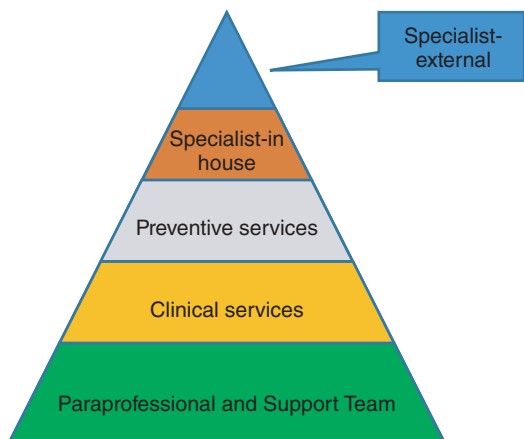 Specialist-
external
Specialist-in
house
Preventive services
Clinical services
Paraprofessional and Support Team